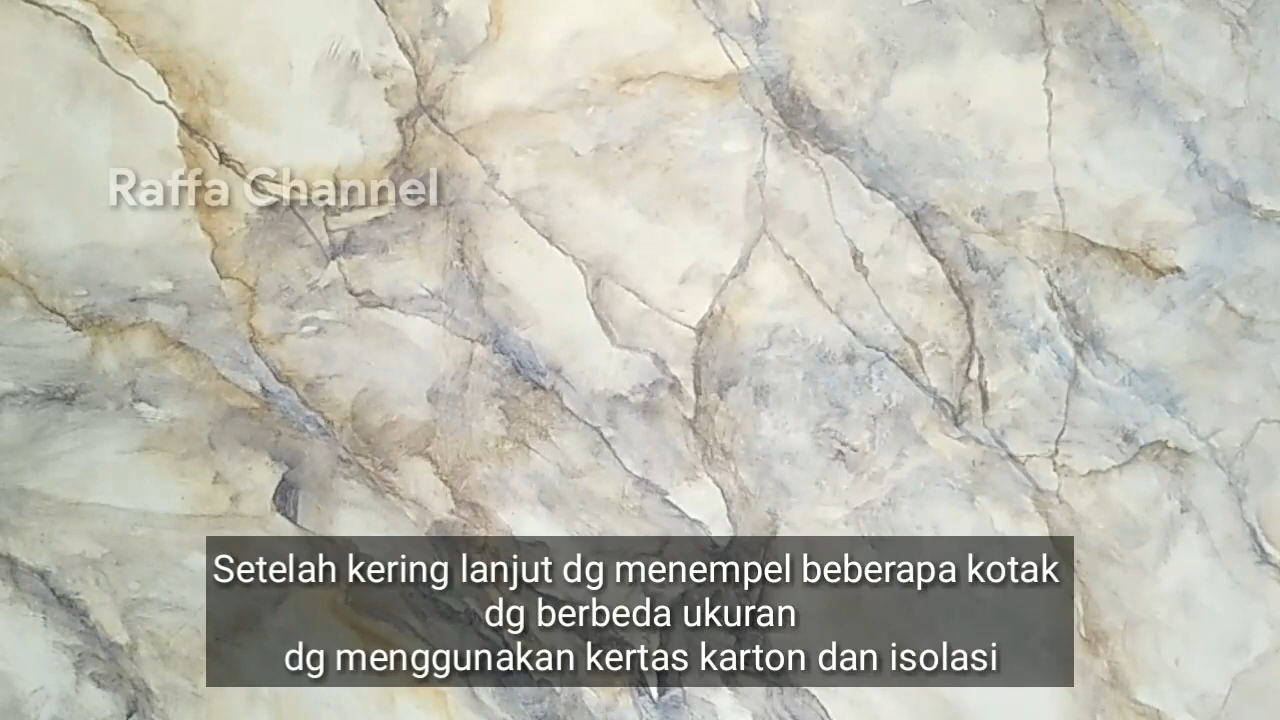 Raffa Channel
Setelah kering lanjut dg menempel beberapa kotak
dg berbeda ukuran
dg menggunakan kertas karton dan isolasi